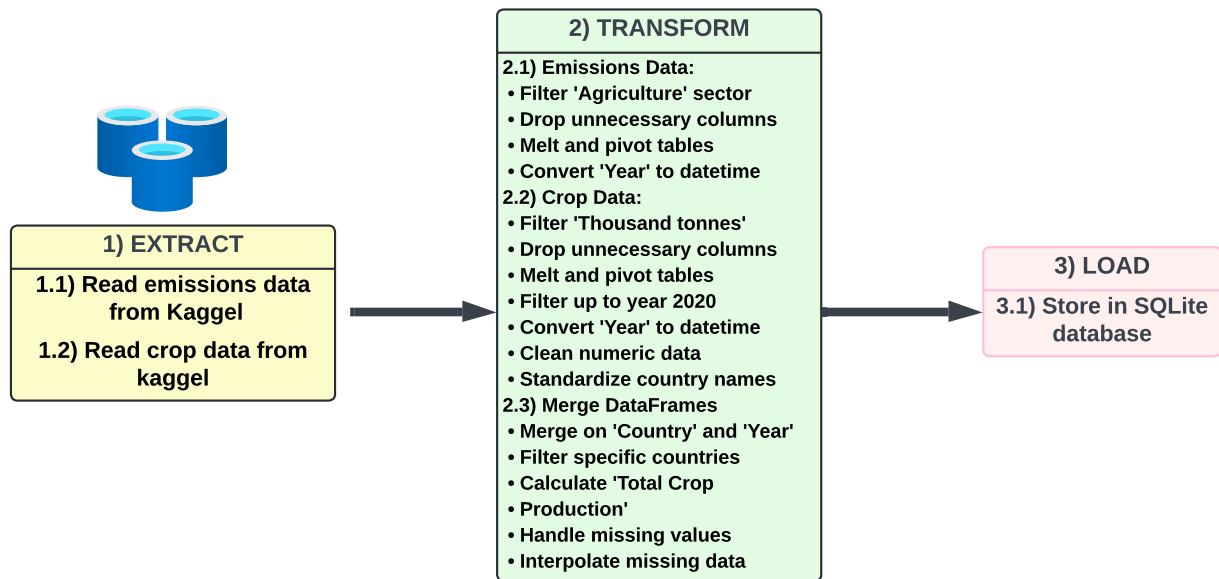 1) EXTRACT
1.1) Read emissions data
from Kaggel
1.2) Read crop data from
kaggel
2) TRANSFORM
2.1) Emissions Data:
• Filter 'Agriculture' sector
• Drop unnecessary columns
• Melt and pivot tables
• Convert 'Year' to datetime
2.2) Crop Data:
• Filter 'Thousand tonnes'
• Drop unnecessary columns
• Melt and pivot tables
• Filter up to year 2020
• Convert 'Year' to datetime
• Clean numeric data
• Standardize country names
2.3) Merge DataFrames
• Merge on 'Country' and 'Year'
• Filter specific countries
• Calculate 'Total Crop
• Production'
• Handle missing values
• Interpolate missing data
3) LOAD
3.1) Store in SQLite
database